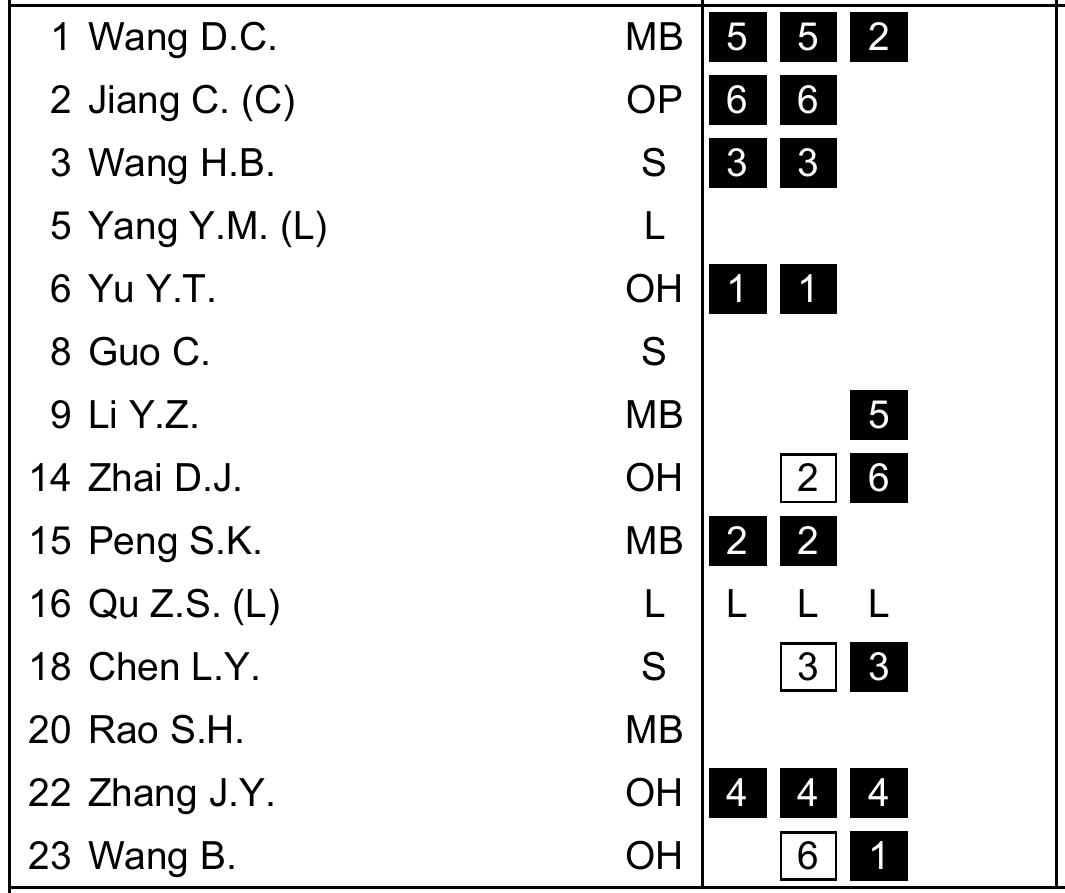 1 Wang D.C. MB 5 5 2
2 Jiang C. (C) OP 6 6
3 Wang H.B. S 3 3
5 Yang Y.M. (L) L
6 Yu Y.T. OH 1 1
8 Guo C. S
9 Li Y.Z. MB 5
14 Zhai D.J. OH 2 6
15 Peng S.K. MB 2 2
16 Qu Z.S. (L) L L L L
18 Chen L.Y. S 3 3
20 Rao S.H. MB
22 Zhang J.Y. OH 4 4 4
23 Wang B. OH 6 1